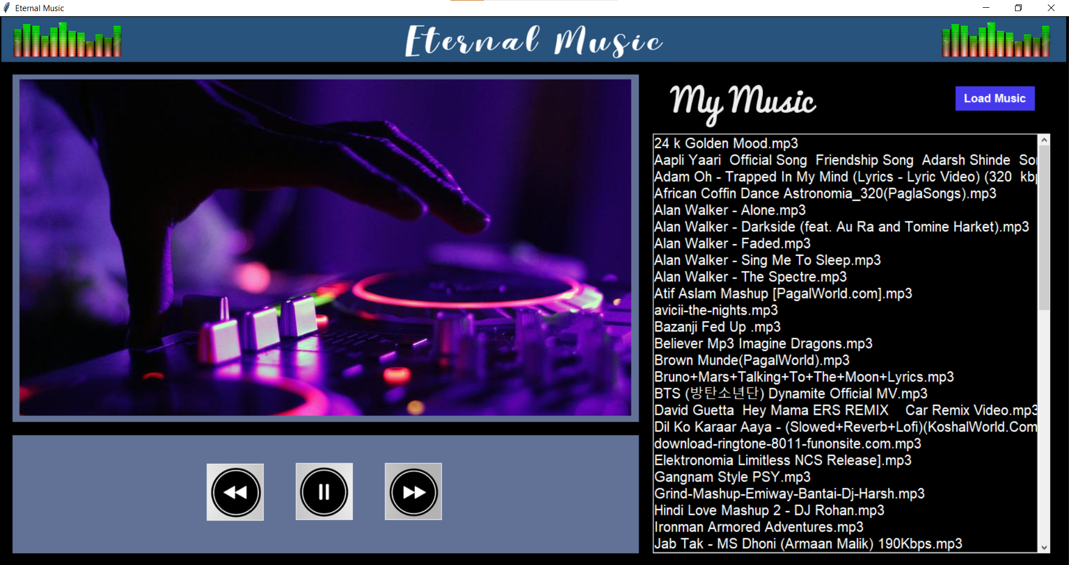 Eternal Music
Eternal Music
My Music
Load Music
24 k Golden Mood.mp3
Aapli Yaari  Official Song  Friendship Song  Adarsh Shinde
Adam Oh - Trapped In My Mind (Lyrics - Lyric Video) (320
African Coffin Dance Astronomia_320(PaglaSongs).mp3
Alan Walker - Alone.mp3
Alan Walker - Darkside (feat. Au Ra and Tomine Harket).mp3
Alan Walker - Faded.mp3
Alan Walker - Sing Me To Sleep.mp3
Alan Walker - The Spectre.mp3
Atif Aslam Mashup [PagalWorld.com].mp3
avicii-the-nights.mp3
Bazanji Fed Up .mp3
Believer Mp3 Imagine Dragons.mp3
Brown Munde(PagalWorld).mp3
Bruno+Mars+Talking+To+The+Moon+Lyrics.mp3
BTS (방탄소년단) Dynamite Official MV.mp3
David Guetta  Hey Mama ERS REMIX    Car Remix Video.mp3
Dil Ko Karaar Aaya - (Slowed+Reverb+Lofi)(KoshalWorld.Com
download-ringtone-8011-funonsite.com.mp3
Elektronomia Limitless NCS Release].mp3
Gangnam Style PSY.mp3
Grind-Mashup-Emiway-Bantai-Dj-Harsh.mp3
Hindi Love Mashup 2 - DJ Rohan.mp3
Ironman Armored Adventures.mp3
Jab Tak - MS Dhoni (Armaan Malik) 190Kbps.mp3